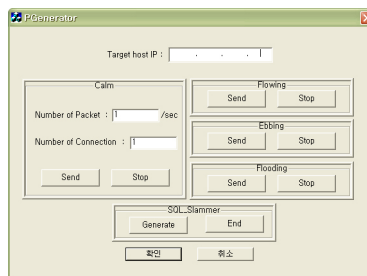 PGenerator
Target host IP : . . .
Calm
Number of Packet : 1 /sec
Number of Connection : 1
Send Stop
Flowing
Send Stop
Ebbing
Send Stop
Flooding
Send Stop
SQL_Slammer
Generate End
확인 취소